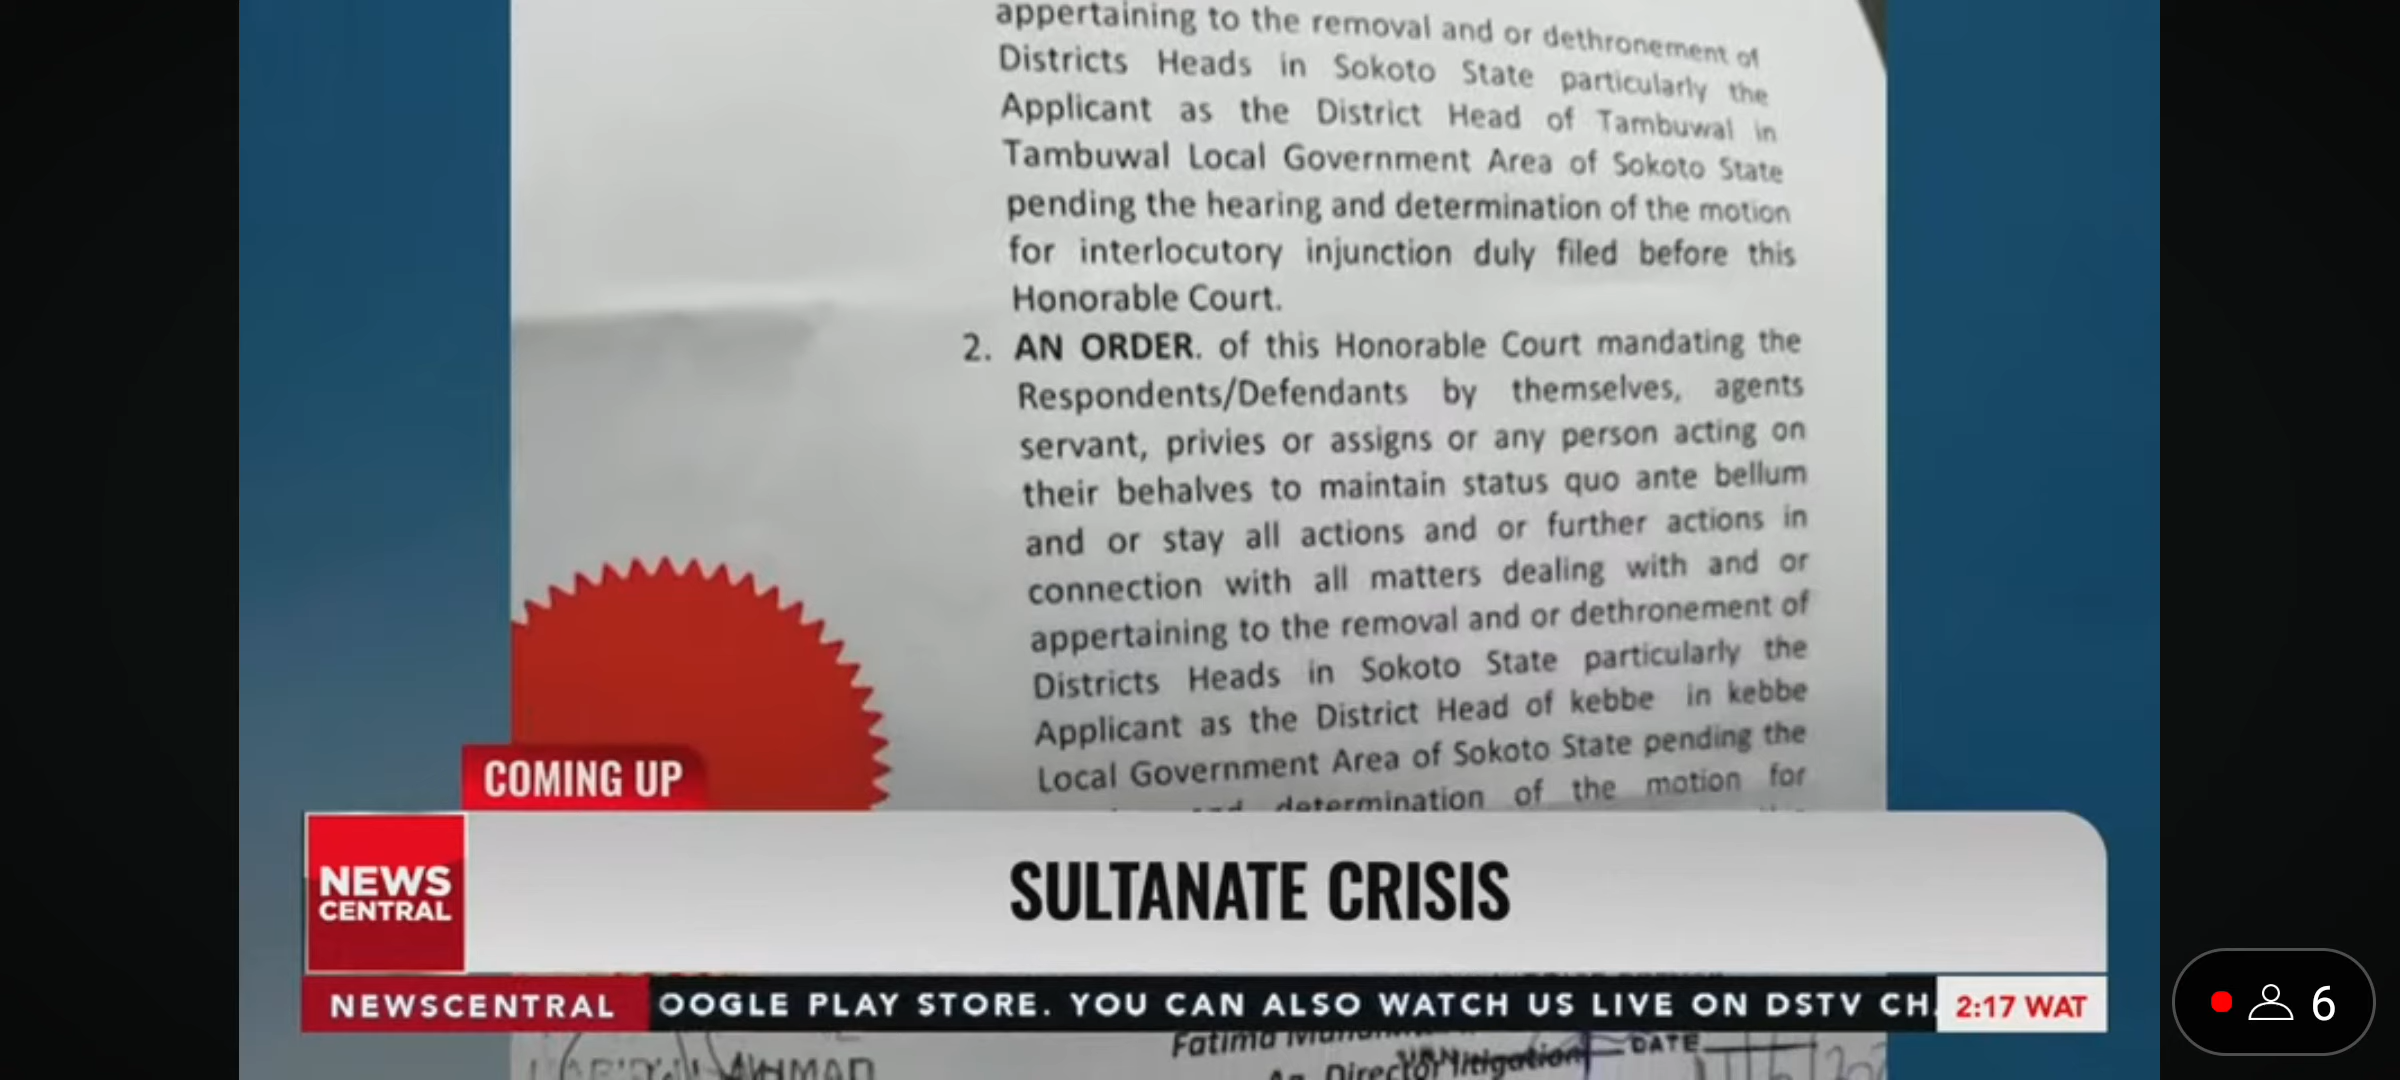 appertaining to the removal and or dethronement of
Districts Heads in Sokoto State particularly the
Applicant as the District Head of Tambuwal in
Tambuwal Local Government Area of Sokoto State
pending the hearing and determination of the motion
for interlocutory injunction duly filed before this
Honorable Court.
2. AN ORDER. of this Honorable Court mandating the
Respondents/Defendants by themselves, agents
servant, privies or assigns or any person acting on
their behalves to maintain status quo ante bellum
and or stay all actions and or further actions in
connection with all matters dealing with and or
appertaining to the removal and or dethronement of
Districts Heads in Sokoto State particularly the
Applicant as the District Head of kebbe in kebbe
Local Government Area of Sokoto State pending the
determination of the motion for
COMING UP
NEWS
CENTRAL
SULTANATE CRISIS
NEWSCENTRAL
OOGLE PLAY STORE. YOU CAN ALSO WATCH US LIVE ON DSTV CH
2:17 WAT
6
Fatima
DATE
Director litigation